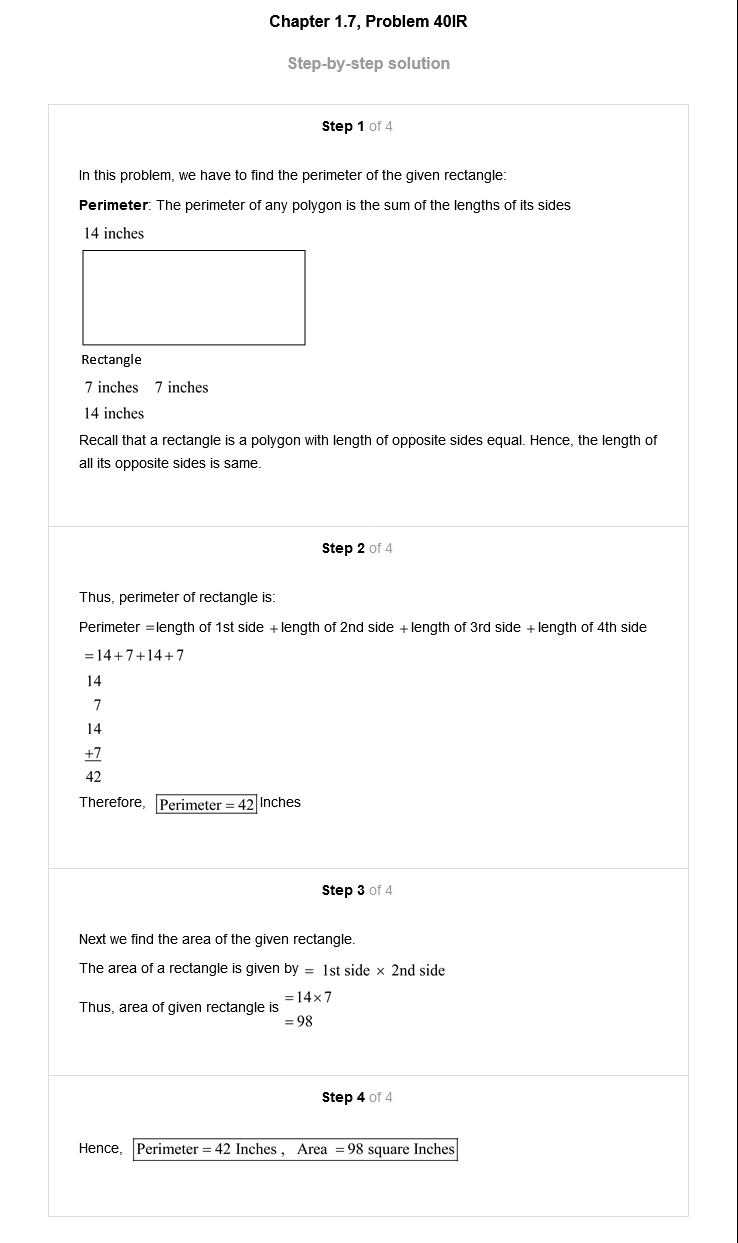 Chapter 1.7, Problem 40IR
Step-by-step solution
Step 1 of 4
In this problem, we have to find the perimeter of the given rectangle:
Perimeter: The perimeter of any polygon is the sum of the lengths of its sides
14 inches
Rectangle
7 inches 7 inches
14 inches
Recall that a rectangle is a polygon with length of opposite sides equal. Hence, the length of
all its opposite sides is same.
Step 2 of 4
Thus, perimeter of rectangle is:
Perimeter =length of 1st side +length of 2nd side +length of 3rd side +length of 4th side
=14+7+14+7
14
7
14
+7
42
Therefore, Perimeter = 42 Inches
Step 3 of 4
Next we find the area of the given rectangle.
The area of a rectangle is given by = 1st side × 2nd side
Thus, area of given rectangle is =14×7
=98
Step 4 of 4
Hence, Perimeter = 42 Inches , Area = 98 square Inches